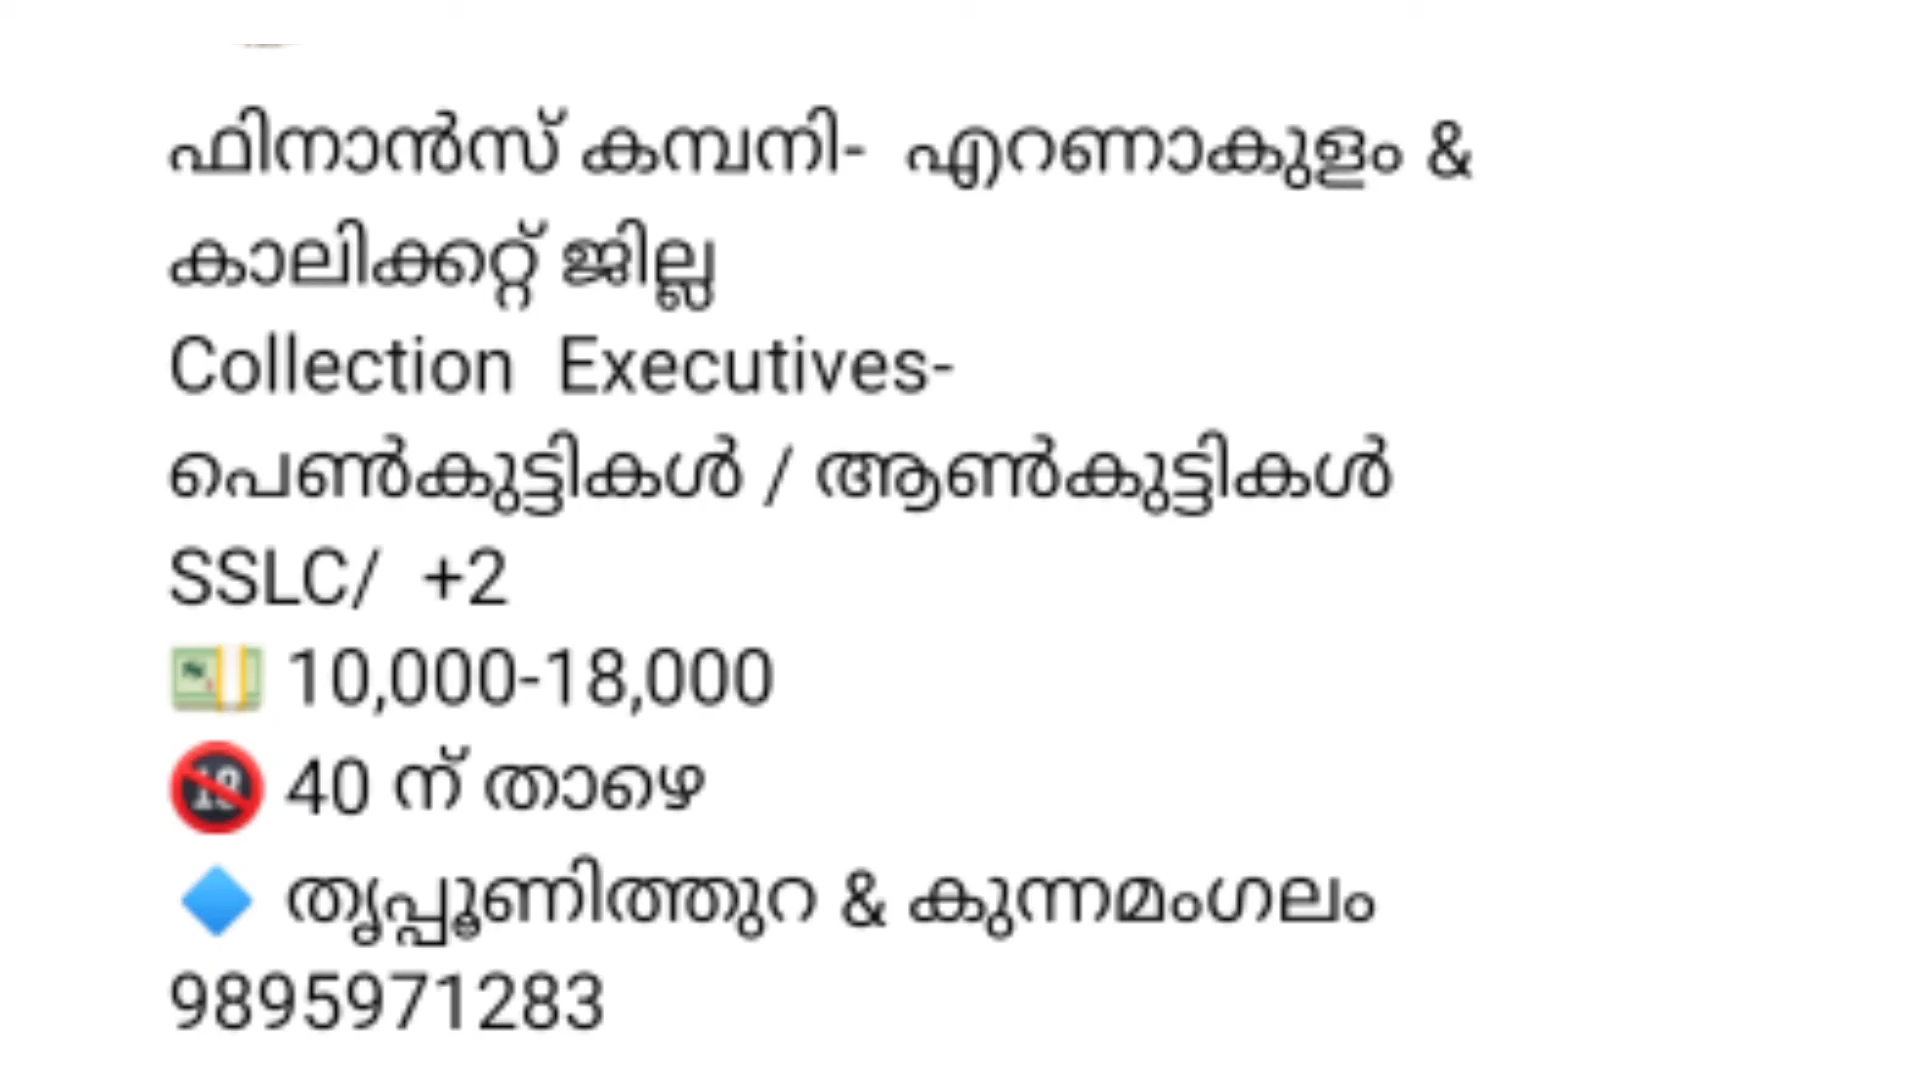 ഫിനാൻസ് കമ്പനി-  എറണാകുളം &
കാലിക്കറ്റ് ജില്ല
Collection  Executives-
പെൺകുട്ടികൾ / ആൺകുട്ടികൾ
SSLC/  +2
💵 10,000-18,000
🔞 40 ന് താഴെ
🔷 തൃപ്പൂണിത്തുറ & കുന്നമംഗലം
9895971283